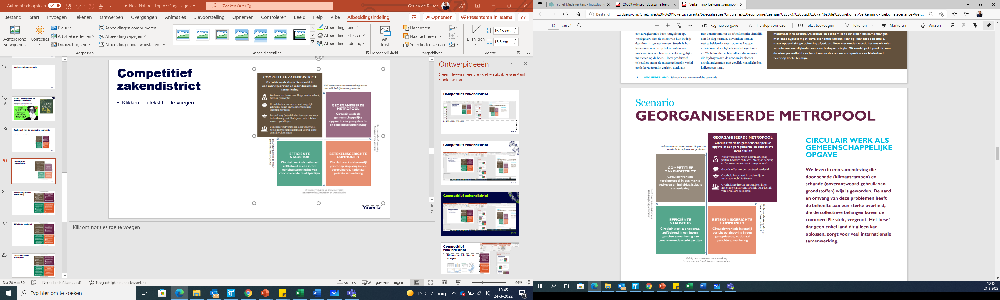 Automatisch opslaan
6. Next Nature III.pptx • Opgeslagen
Zoeken (Alt+Q)
Gerjan de Ruiter
Bestand Start Invoegen Tekenen Ontwerpen Overgangen Animaties Diavoorstelling Opnemen Controleren Beeld Help Vibe Afbeeldingsindeling
Opnemen
Presenteren in Teams
Achtergrond verwijderen
Correcties
Kleur
Artistieke effecten
Doorzichtigheid
Afbeeldingen comprimeren
Afbeelding wijzigen
Afbeelding opnieuw instellen
Aanpassen
Afbeeldingsstijlen
Afbeeldingsrand
Afbeeldingseffecten
Afbeeldingsindeling
Alt Tekst
Toegankelijkheid
Naar voren
Naar achteren
Selectiedeelvenster
Rangschikken
Bijsnijden
16,15 cm
15,5 cm
Grootte
17
Neoklassieke economie
18
Milieu, ecologische en gedragseconomie
SILENT SPRING
Rachel Carson
19
Toekomst van de circulaire economie
20
Competitief zakendistrict
21
Betekenisgerichte community
22
Efficiënte stadshub
23
Georganiseerde metropool
Competitief
zakendistrict
• Klikken om tekst toe te voegen
COMPETITIEF ZAKENDISTRICT
Circulair werk als verdienmodel in
een marktgedreven en individualistische
samenleving
We leven om te werken. Hoge prestatiedruk,
falen is geen optie
Grondstoffen worden zo veel mogelijk
gebruikt, benut en via internationale
logistiek verdeeld
Leven Lang Ontwikkelen is essentieel voor
individuele groei. Bedrijven ontwikkelen
samen opleidingen.
Concurrerend vermogen door innovatie.
Veel ondernemerschap maar vooral korte-
termijnoplossingen
Veel vertrouwen en samenwerking tussen
overheid, bedrijven en organisaties
GEORGANISEERDE
METROPOOL
Circulair werk als
gemeenschappelijke
opgave in een gereguleerde
en collectieve samenleving
Sterke overheidsregulering
Focus op brede welvaart
Marktwerking dominant
Focus op economische groei
EFFICIËNTE
STADSHUB
Circulair werk als nationaal
zelfbehoud in een intern
gerichte samenleving van
concurrerende marktpartijen
BETEKENISGERICHTE
COMMUNITY
Circulair werk als levenstijl
gericht op zingeving in een
gereguleerde, nationaal
gerichte samenleving
Weinig vertrouwen en samenwerking
tussen overheid, bedrijven en organisaties
Yuverta
Klik om notities toe te voegen
Ontwerpideeën
Geen ideeën meer voorstellen als ik PowerPoint
opnieuw start.
Competitief zakendistrict
Competitief zakendistrict
Competitief zakendistrict
Competitief
zakendistrict
1. Klikken om tekst toe te
voegen
Dia 20 van 30
Nederlands (standaard)
Toegankelijkheid: onderzoeken
Notities
Weergave-instellingen
64%
Typ hier om te zoeken
15°C Zonnig
10:45
24-3-2022
11
Yunet Medewerkers - Introductie
26009 Adviseur duurzame leefom
Verkenning-Toekomstscenarios-
Bestand
C:/Users/gru/OneDrive%20-%20Yuverta/Yuverta/Specialisaties/Circulaire%20economie/Leerjaar%203/3.%20Stad%20van%20de%20toekomst/Verkenning-Toekomstscenarios-Wer...
13 van 24
Paginaweergave
Hardop voorlezen
Tekst toevoegen
Tekenen
Markeren
Wissen
ook terugkerende burn-outgolven op.
Werkgevers zien de winst van hun bedrijf
daardoor in gevaar komen. Steeds is hun
heersende reactie op het uitvallen van
medewerkers om hen op allerlei mogelijke
manieren op de been – lees: productief –
te houden, maar de maatregelen zijn veelal
op de korte termijn gericht, denk aan
met een afstand tot de arbeidsmarkt eindelijk
aan de slag kunnen. Bovendien komen
veel arbeidsmigranten op onze krappe
arbeidsmarkt en bijbehorende hoge lonen
af. We behouden echter alleen die mensen
die bijdragen aan de economie; slechts
arbeidsmigranten met gewilde vaardigheden
krijgen een kans.
maximaal in te zetten. De sociale en economische schokken die samenhangen
met deze hypercompetitieve economie worden keer op keer met een snelle,
maar oppervlakkige oplossing afgedaan. Voor werkenden wordt het ontwikkelen
van nieuwe vaardigheden een overlevingsstrategie. Dit model pakt goed uit voor
de winstgevendheid van bedrijven en de concurrentiepositie van Nederland,
zeker op korte termijn.
12 MVO NEDERLAND Werken in een meer circulaire economie
Scenario
GEORGANISEERDE METROPOOL
Veel vertrouwen en samenwerking tussen
overheid, bedrijven en organisaties
GEORGANISEERDE METROPOOL
Circulair werk als gemeenschappelijke
opgave in een gereguleerde en collectieve
samenleving
Werk wordt gedreven door maatschap-
pelijke bijdrage en talent. Meer job carving
en 'van-werk-naar-werk' programma's
Grondstoffen worden centraal verdeeld
Overheid investeert in onderwijs en
regionale mobiliteitteams
Overheidsgedreven innovatie en inter-
nationale concurrentiepositie door kennis
van circulaire economie
COMPETITIEF
ZAKENDISTRICT
Circulair werk als
verdienmodel in een markt-
gedreven en individualistische
samenleving
Marktwerking dominant
Focus op economische groei
Sterke overheidsregulering
Focus op brede welvaart
EFFICIËNTE
STADSHUB
Circulair werk als nationaal
zelfbehoud in een intern
gerichte samenleving van
concurrerende marktpartijen
BETEKENISGERICHTE
COMMUNITY
Circulair werk als levenstijl
gericht op zingeving in een
gereguleerde, nationaal
gerichte samenleving
Weinig vertrouwen en samenwerking
tussen overheid, bedrijven en organisaties
CIRCULAIR WERK ALS
GEMEENSCHAPPELIJKE
OPGAVE
We leven in een samenleving die
door schade (klimaatrampen) en
schande (onverantwoord gebruik van
grondstoffen) wijs is geworden. De aard
en omvang van deze problemen heeft
de behoefte aan een sterke overheid,
die de collectieve belangen boven de
commerciële stelt, vergroot. Het besef
dat geen enkel land dit alleen kan
oplossen, zorgt voor veel internationale
samenwerking.
10:45
24-3-2022